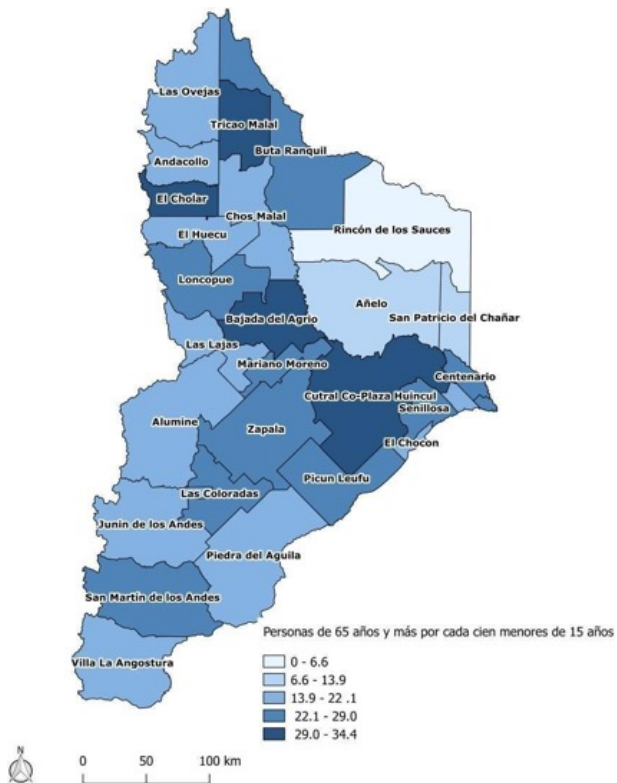 Las Ovejas
Tricao Malal
Buta Ranquil
Andacollo
El Cholar
Chos Malal
El Huecu
Rincón de los Sauces
Loncopue
Añelo
San Patricio del Chañar
Bajada del Agrio
Las Lajas
Mariano Moreno
Centenario
Cutral Co-Plaza Huincul
Senillosa
Alumine
Zapala
El Chocon
Picun Leufu
Las Coloradas
Junin de los Andes
Piedra del Aguila
San Martín de los Andes
Villa La Angostura
Personas de 65 años y más por cada cien menores de 15 años
0 - 6.6
6.6 - 13.9
13.9 - 22 .1
22.1 - 29.0
29.0 - 34.4
N
0 50 100 km